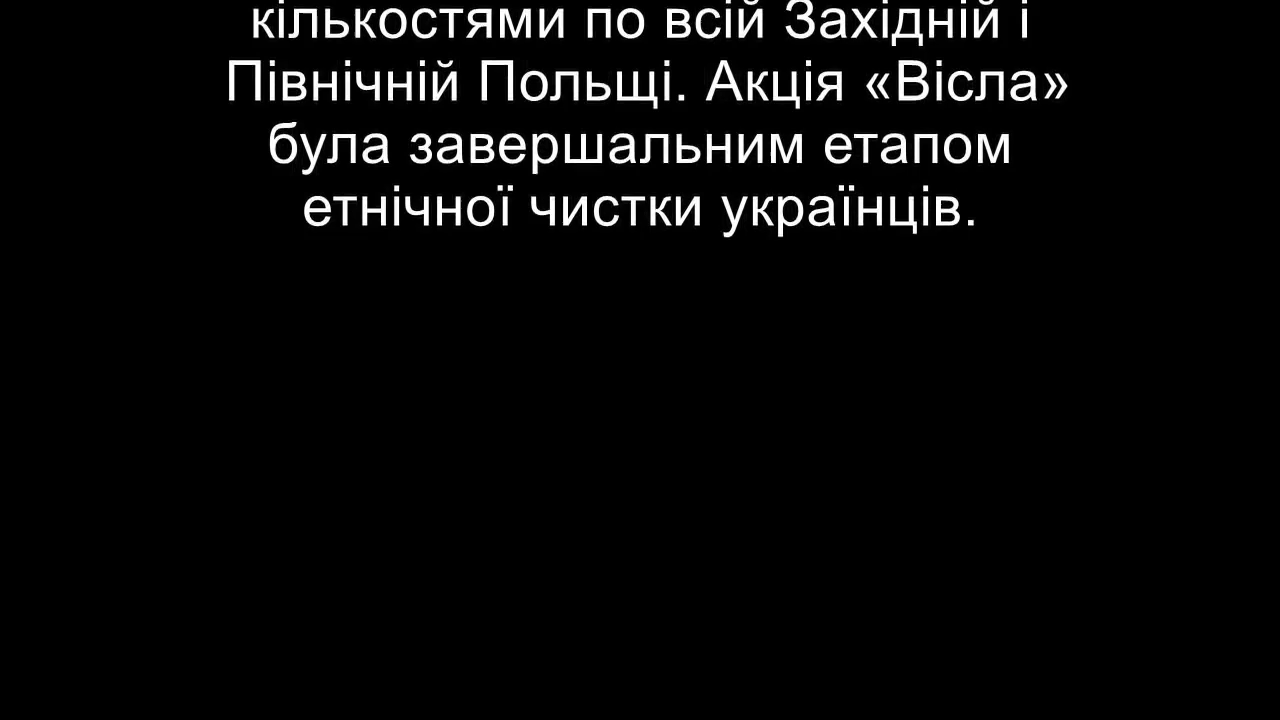 кількостями по всій Західній і
Північній Польщі. Акція «Вісла»
була завершальним етапом
етнічної чистки українців.